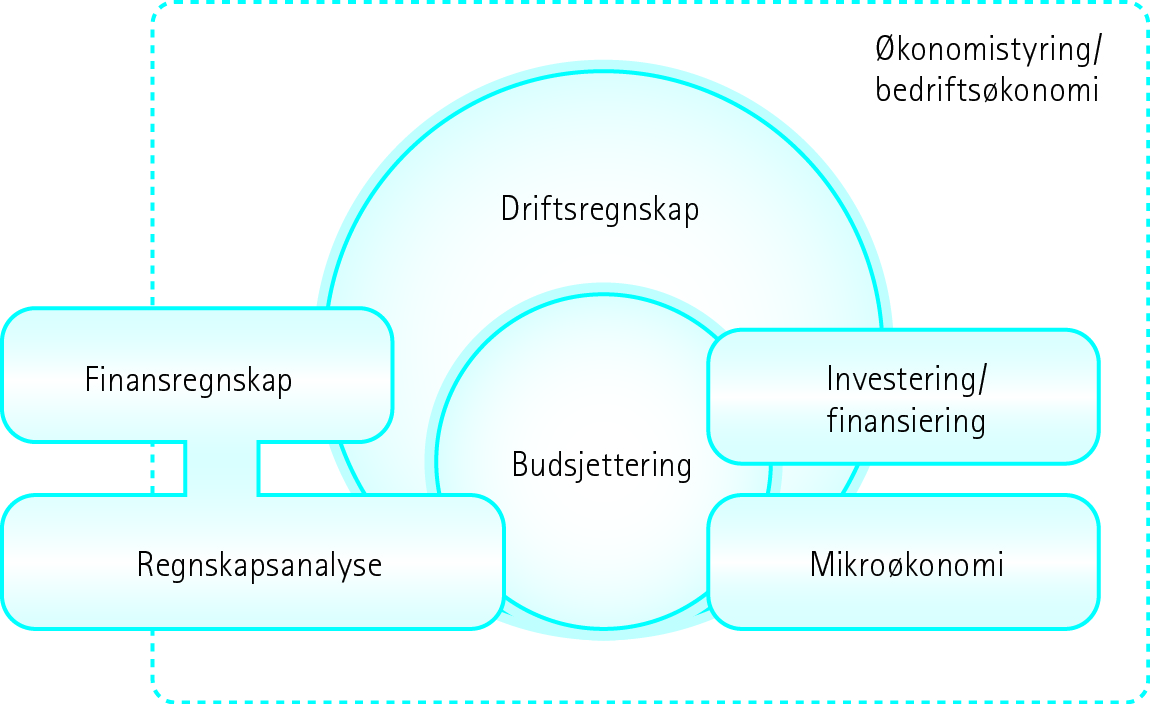 Økonomistyring/
bedriftsøkonomi
Driftsregnskap
Finansregnskap
Investering/
finansiering
Budsjettering
Regnskapsanalyse
Mikroøkonomi